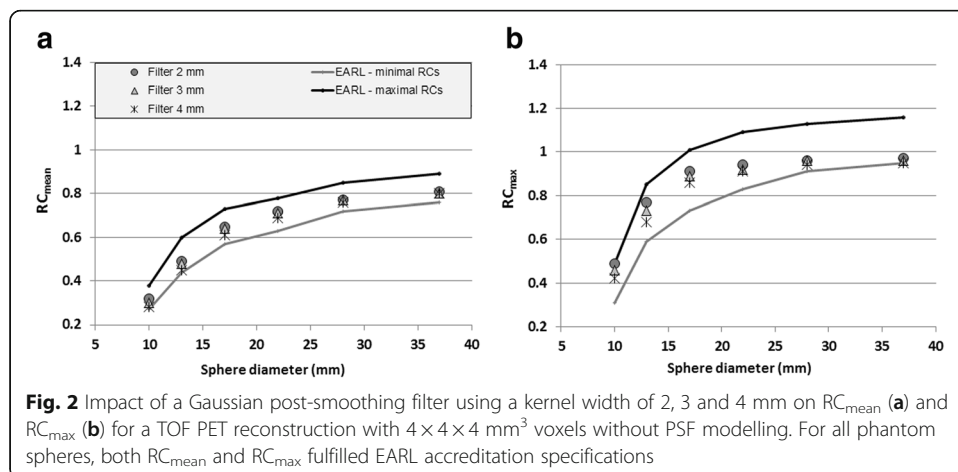 a
1.4
1.2
1
0.8
0.6
0.4
0.2
RCmean
Filter 2 mm
Filter 3 mm
Filter 4 mm
EARL - minimal RCs
EARL - maximal RCs
5 10 15 20 25 30 35 40
Sphere diameter (mm)
b
1.4
1.2
1
0.8
0.6
0.4
0.2
RCmax
5 10 15 20 25 30 35 40
Sphere diameter (mm)
Fig. 2 Impact of a Gaussian post-smoothing filter using a kernel width of 2, 3 and 4 mm on RCmean (a) and
RCmax (b) for a TOF PET reconstruction with 4 × 4 × 4 mm³ voxels without PSF modelling. For all phantom
spheres, both RCmean and RCmax fulfilled EARL accreditation specifications